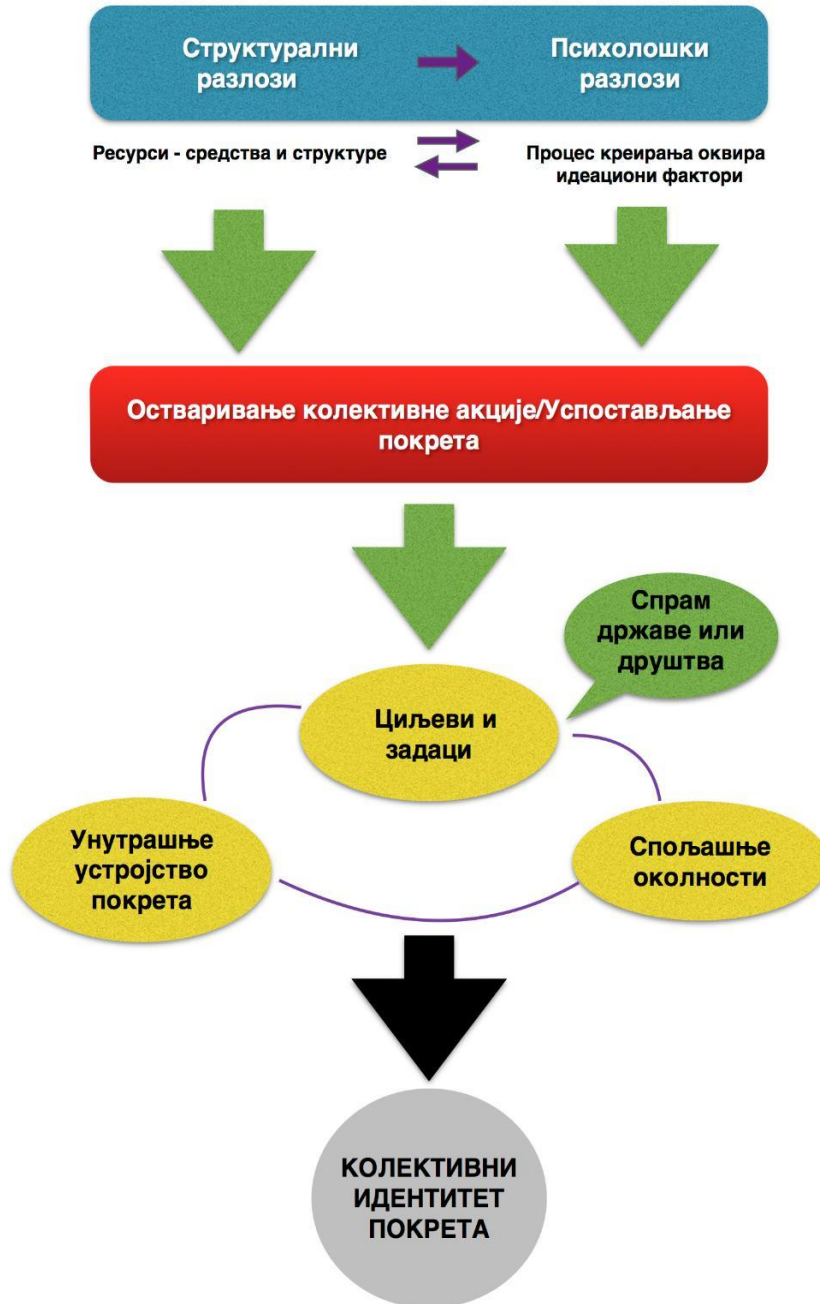 Структурални
разлози
Психолошки
разлози
Ресурси - средства и структуре
Процес креирања оквира
идеациони фактори
Остваривање колективне акције/Успостављање
покрета
Спрам
државе или
друштва
Циљеви и
задаци
Унутрашње
устројство
покрета
Спољашње
околности
КОЛЕКТИВНИ
ИДЕНТИТЕТ
ПОКРЕТА